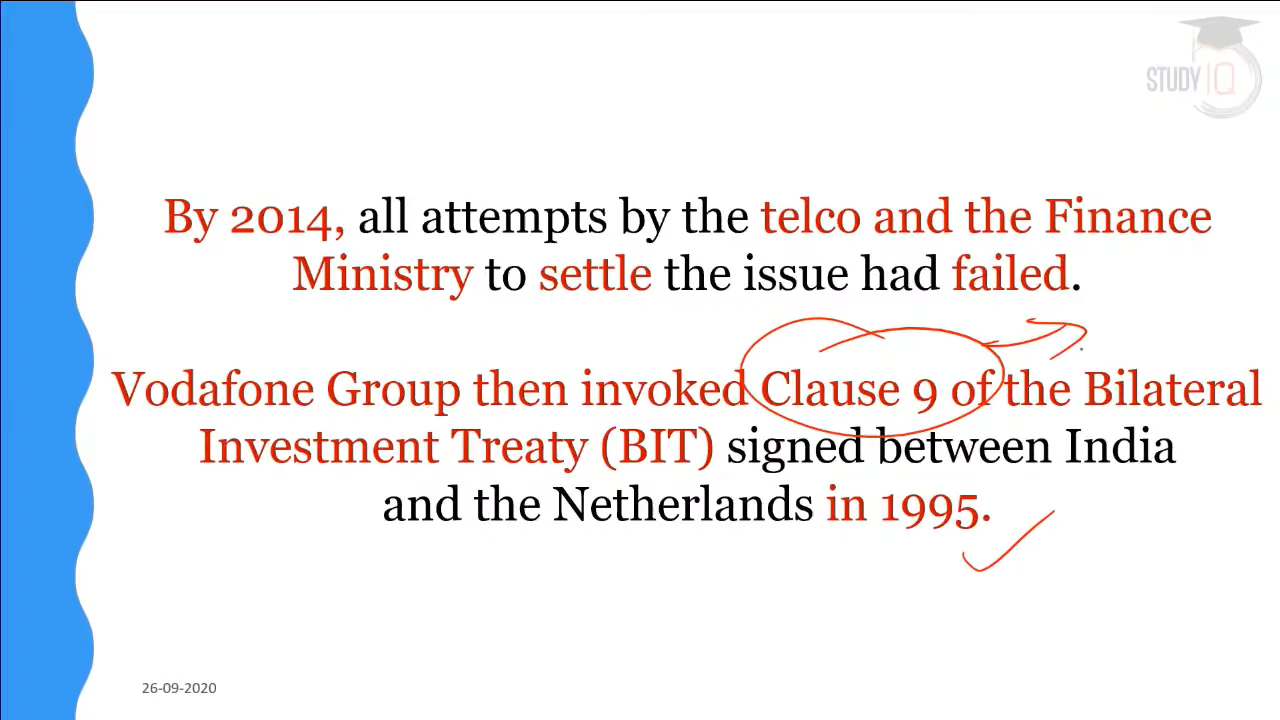 STUDY IQ
By 2014, all attempts by the telco and the Finance
Ministry to settle the issue had failed.
Vodafone Group then invoked Clause 9 of the Bilateral
Investment Treaty (BIT) signed between India
and the Netherlands in 1995.
26-09-2020